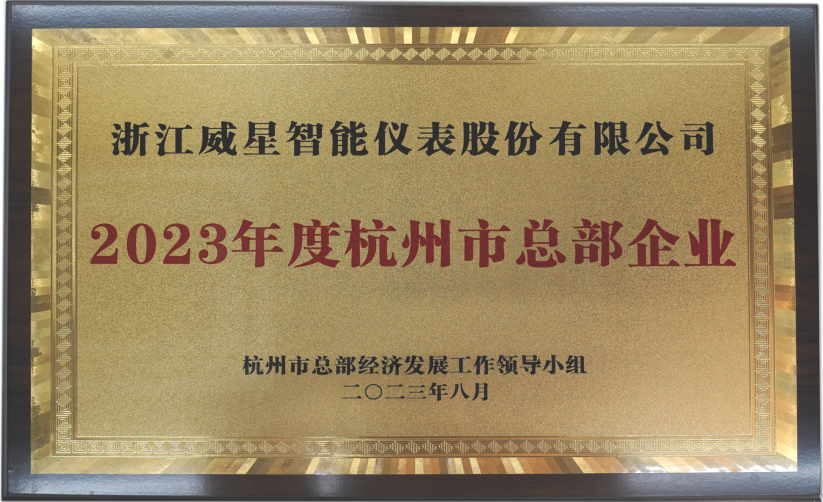 浙江威星智能仪表股份有限公司
2023年度杭州市总部企业
杭州市总部经济发展工作领导小组
二〇二三年八月